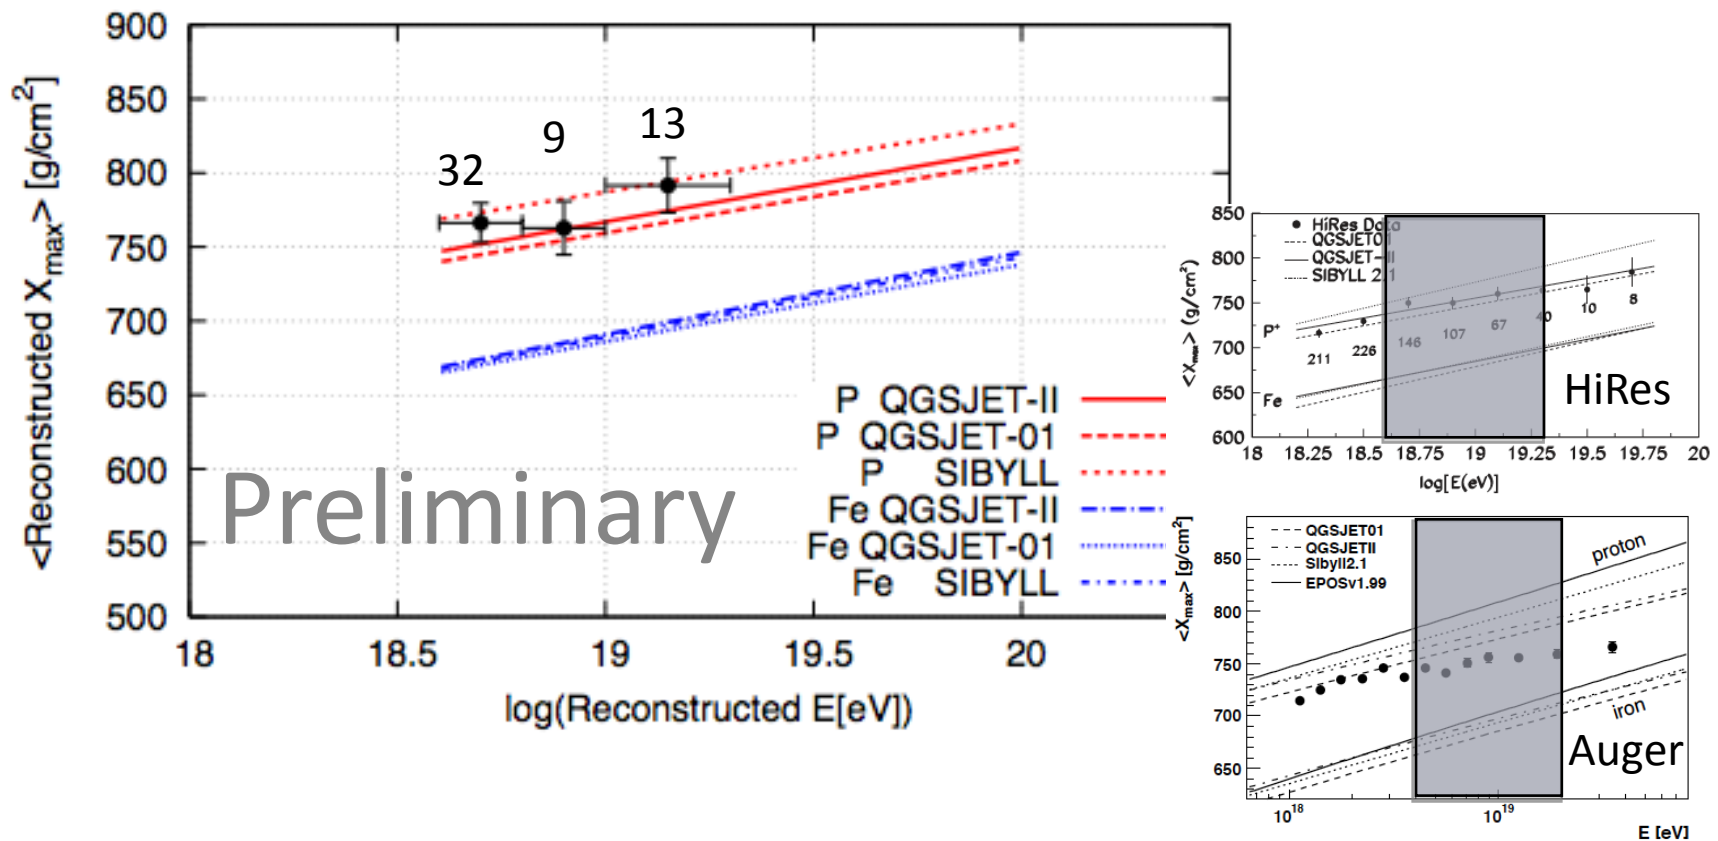 900
850
800
750
700
650
600
550
500
<Reconstructed Xmax> [g/cm2]
32
9
13
Preliminary
P QGSJET-II
P QGSJET-01
P SIBYLL
Fe QGSJET-II
Fe QGSJET-01
Fe SIBYLL
18
18.5
19
19.5
20
log(Reconstructed E[eV])
850
800
750
700
650
600
<Xmax> (g/cm2)
HiRes Data
QGSJET01
QGSJET-II
SIBYLL 2.1
P+
Fe
211
226
146
107
67
40
10
8
HiRes
18
18.25
18.5
18.75
19
19.25
19.5
19.75
20
log[E(eV)]
<Xmax> [g/cm2]
850
800
750
700
650
QGSJET01
QGSJETII
Sibyll2.1
EPOSv1.99
proton
iron
Auger
1018
1019
E [eV]